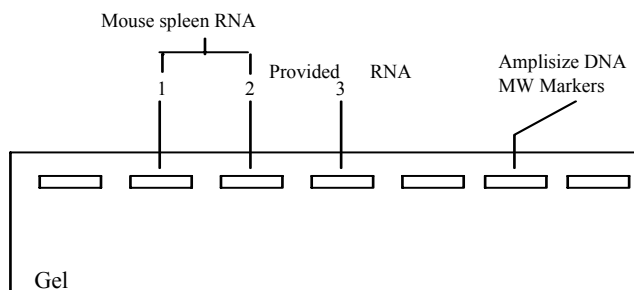 Mouse spleen RNA
Provided RNA
1 2 3
Amplisize DNA
MW Markers
Gel